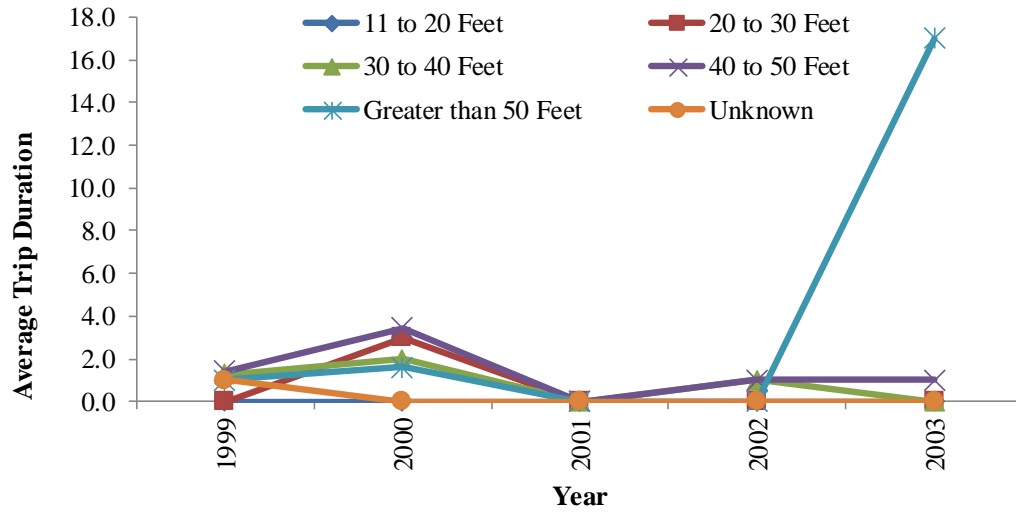 18.0
16.0
14.0
12.0
10.0
8.0
6.0
4.0
2.0
0.0
Average Trip Duration
11 to 20 Feet
20 to 30 Feet
30 to 40 Feet
40 to 50 Feet
Greater than 50 Feet
Unknown
1999
2000
2001
2002
2003
Year